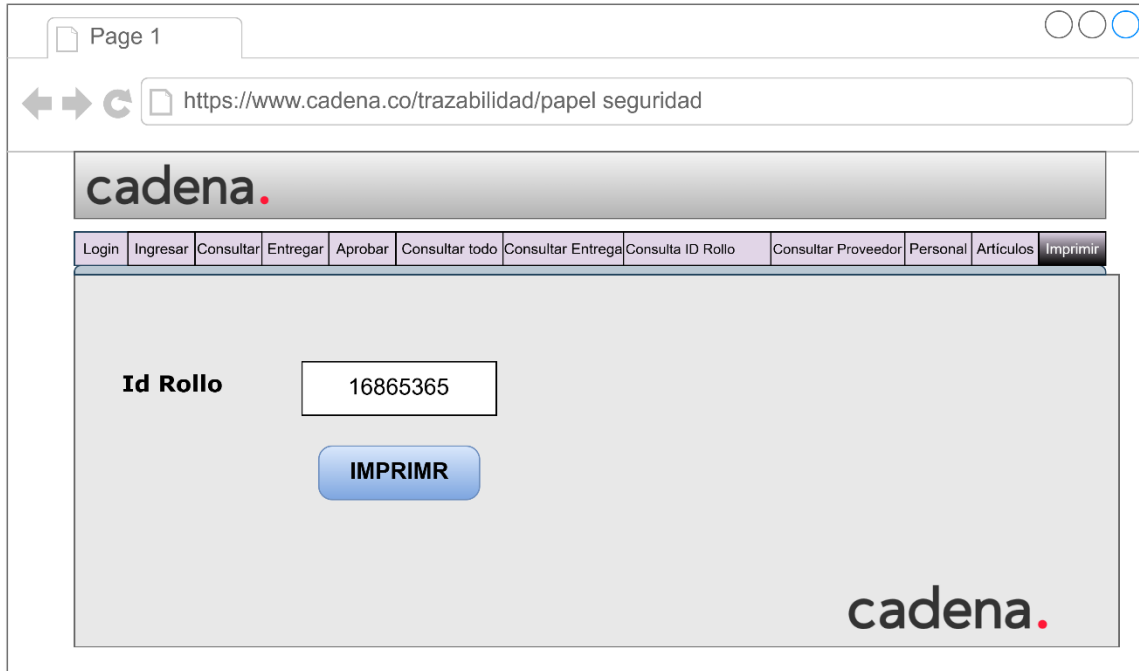 Page 1
https://www.cadena.co/trazabilidad/papel seguridad
cadena.
Login Ingresar Consultar Entregar Aprobar Consultar todo Consultar Entrega Consulta ID Rollo Consultar Proveedor Personal Artículos Imprimir
Id Rollo 16865365
IMPRIMR
cadena.